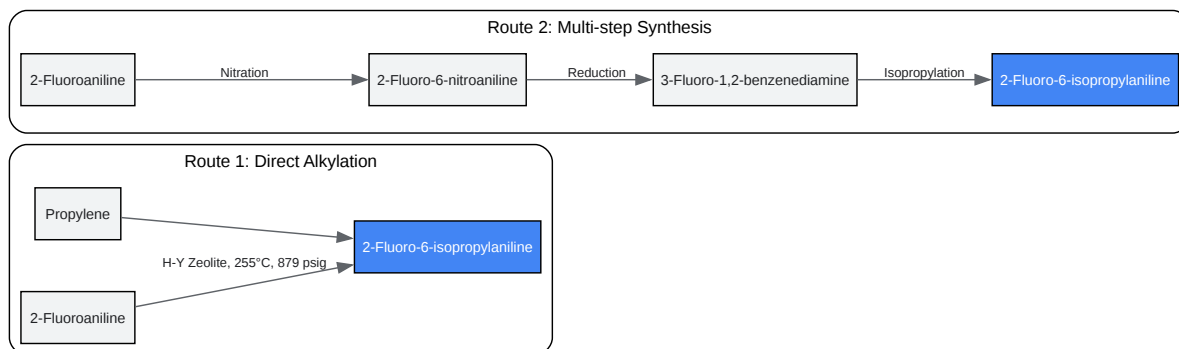 Route 2: Multi-step Synthesis
2-Fluoroaniline
Nitration
2-Fluoro-6-nitroaniline
Reduction
3-Fluoro-1,2-benzenediamine
Isopropylation
2-Fluoro-6-isopropylaniline
Route 1: Direct Alkylation
Propylene
2-Fluoro-6-isopropylaniline
H-Y Zeolite, 255°C, 879 psig
2-Fluoroaniline